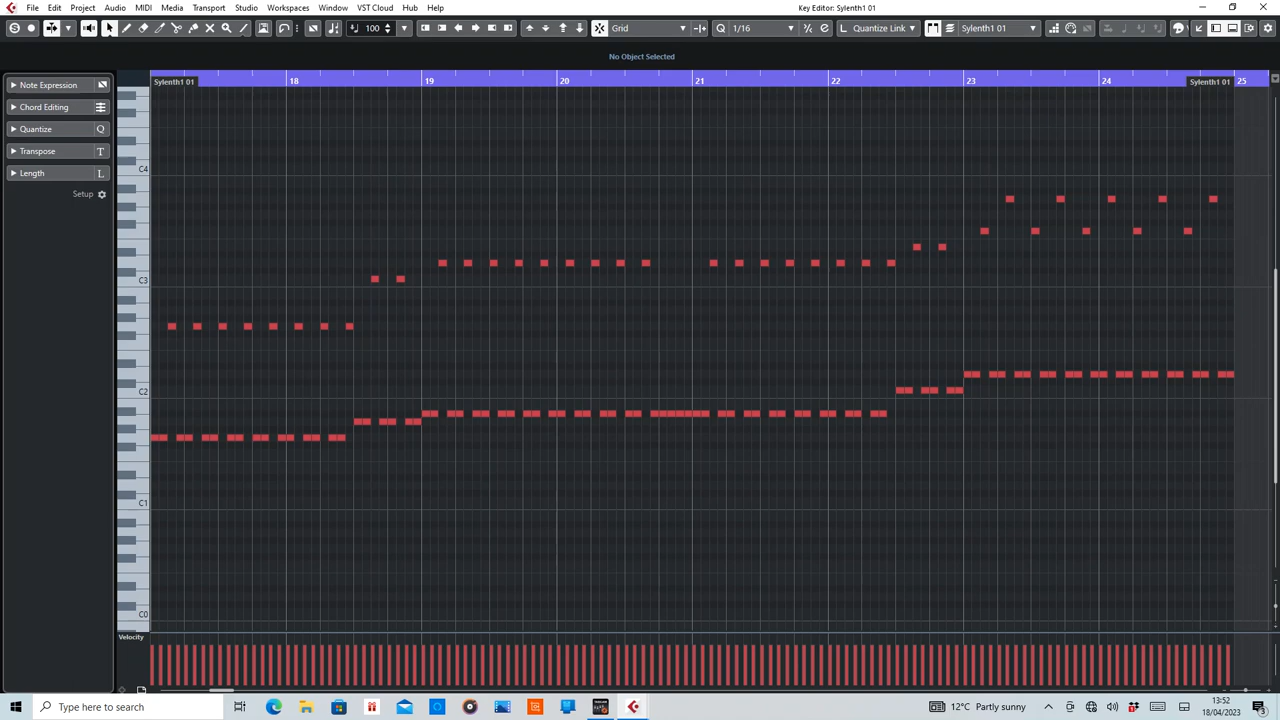 Key Editor: Sylenth1 01
File Edit Project Audio MIDI Media Transport Studio Workspaces Window VST Cloud Hub Help
S 100 Grid Q 1/16 L Quantize Link Sylenth1 01
No Object Selected
Sylenth1 01 18 19 20 21 22 23 24 Sylenth1 01 25
Note Expression
Chord Editing
Quantize Q
Transpose T
Length L
Setup
C4
C3
C2
C1
C0
Velocity
Type here to search
12°C Partly sunny
13:52
18/04/2023
3